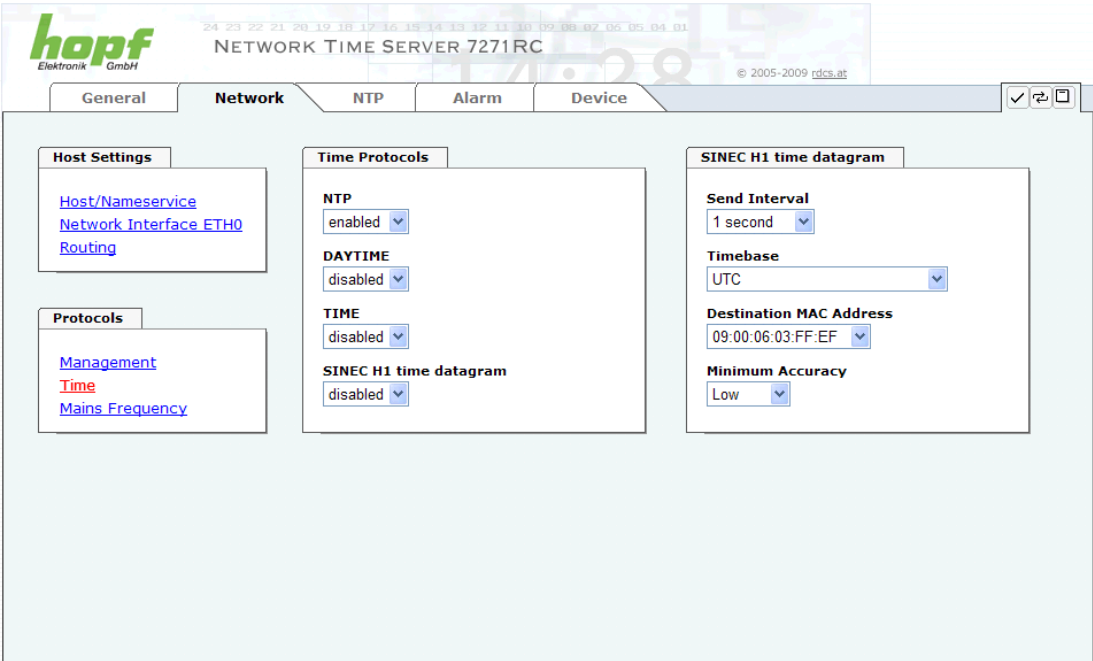 hopf
Elektronik GmbH
24 23 22 21 20 19 18 17 16 15 14 13 12 11 10 09 08 07 06 05 04 01
NETWORK TIME SERVER 7271RC
14:28
© 2005-2009 rdcs.at
General
Network
NTP
Alarm
Device
Host Settings
Host/Nameservice
Network Interface ETH0
Routing
Protocols
Management
Time
Mains Frequency
Time Protocols
NTP
enabled
DAYTIME
disabled
TIME
disabled
SINEC H1 time datagram
disabled
SINEC H1 time datagram
Send Interval
1 second
Timebase
UTC
Destination MAC Address
09:00:06:03:FF:EF
Minimum Accuracy
Low